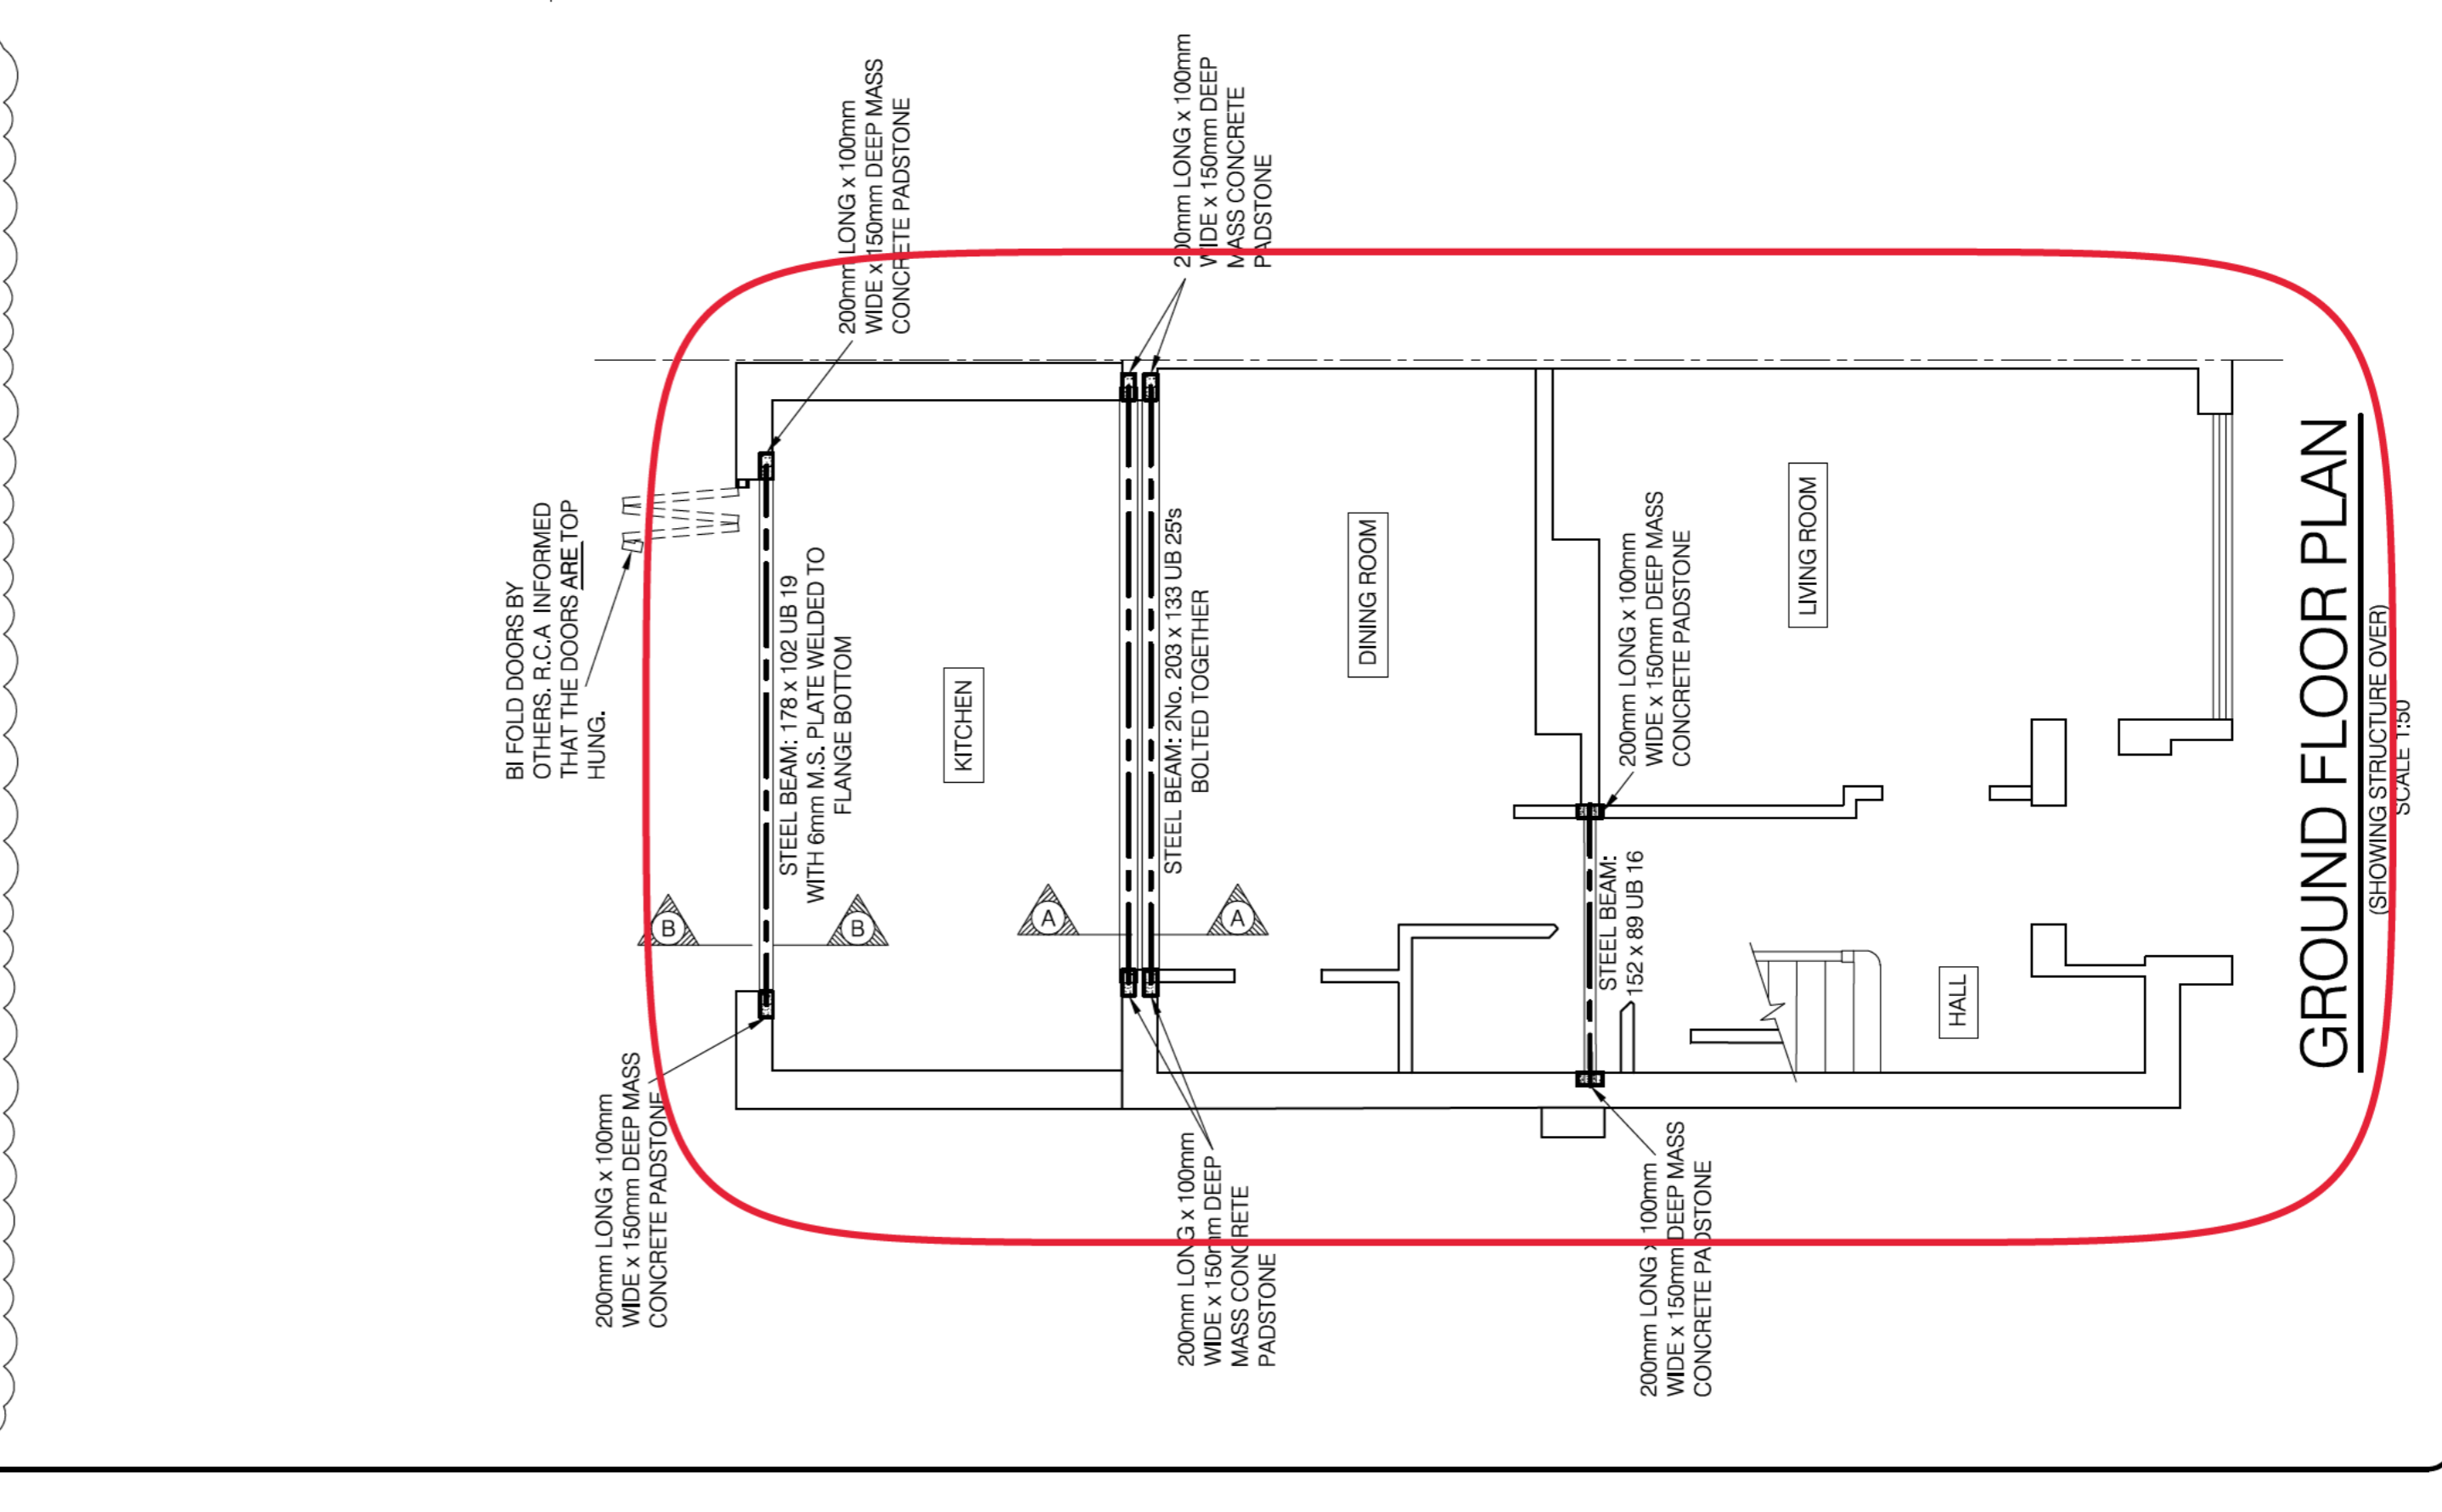 BI FOLD DOORS BY
OTHERS. R.C.A INFORMED
THAT THE DOORS ARE TOP
HUNG.
200mm LONG x 100mm
WIDE x 150mm DEEP MASS
CONCRETE PADSTONE
200mm LONG x 100mm
WIDE x 150mm DEEP MASS
CONCRETE PADSTONE
B
B
STEEL BEAM: 178 x 102 UB 19
WITH 6mm M.S. PLATE WELDED TO
FLANGE BOTTOM
KITCHEN
A
A
200mm LONG x 100mm
WIDE x 150mm DEEP
MASS CONCRETE
PADSTONE
STEEL BEAM: 2No. 203 x 133 UB 25's
BOLTED TOGETHER
200mm LONG x 100mm
WIDE x 150mm DEEP
MASS CONCRETE
PADSTONE
DINING ROOM
STEEL BEAM:
152 x 89 UB 16
200mm LONG x 100mm
WIDE x 150mm DEEP MASS
CONCRETE PADSTONE
200mm LONG x 100mm
WIDE x 150mm DEEP MASS
CONCRETE PADSTONE
LIVING ROOM
HALL
GROUND FLOOR PLAN
(SHOWING STRUCTURE OVER)
SCALE 1:50